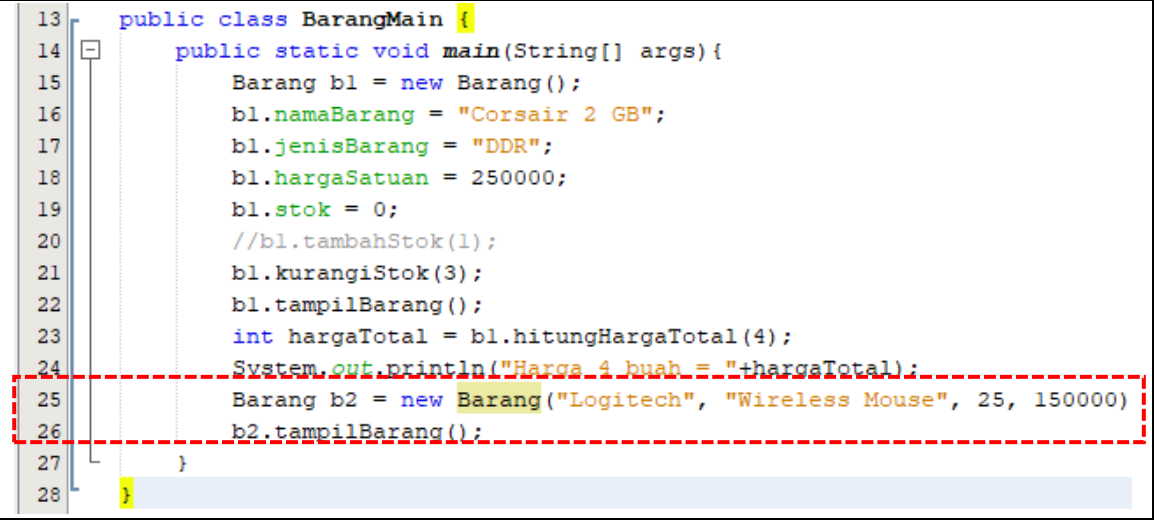 13 public class BarangMain {
14 public static void main(String[] args){
15 Barang b1 = new Barang();
16 b1.namaBarang = "Corsair 2 GB";
17 b1.jenisBarang = "DDR";
18 b1.hargaSatuan = 250000;
19 b1.stok = 0;
20 //b1.tambahStok(1);
21 b1.kurangiStok(3);
22 b1.tampilBarang();
23 int hargaTotal = b1.hitungHargaTotal(4);
24 System.out.println("Harga 4 buah = "+hargaTotal);
25 Barang b2 = new Barang("Logitech", "Wireless Mouse", 25, 150000)
26 b2.tampilBarang();
27 }
28 }